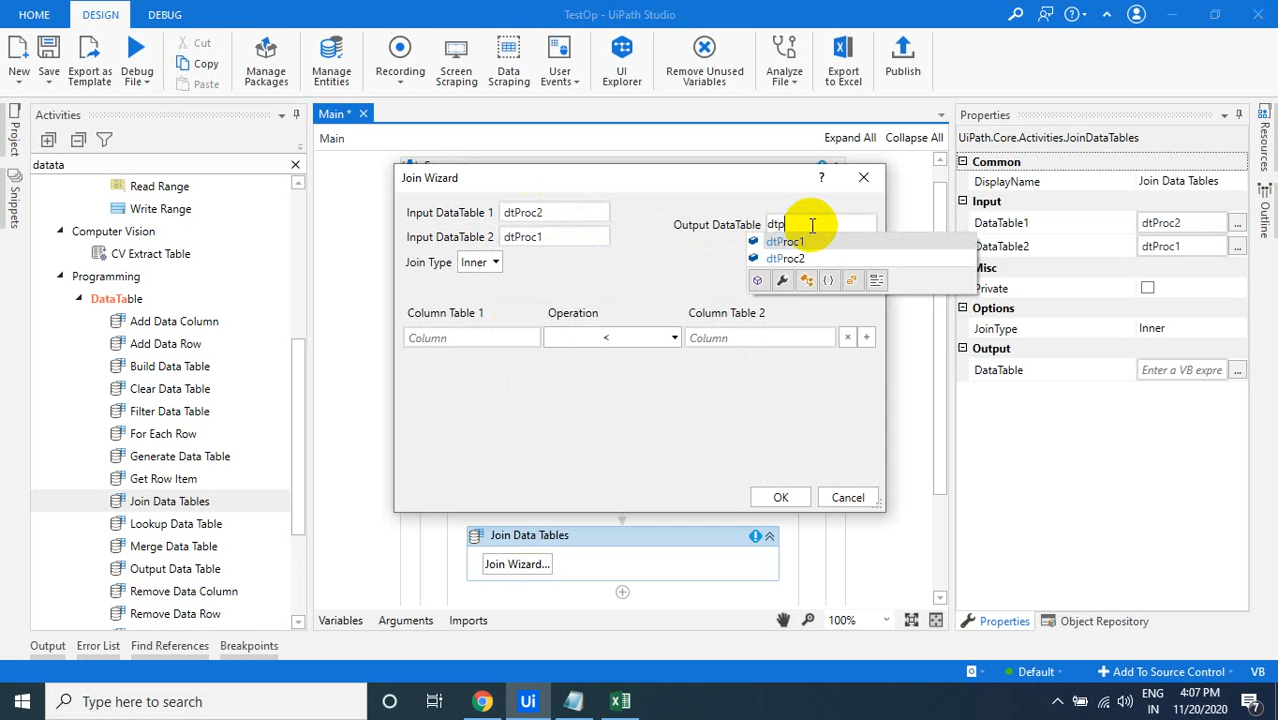 HOME
DESIGN
DEBUG
TestOp - UiPath Studio
New
Save
Export as Template
Debug File
Cut
Copy
Paste
Manage Packages
Manage Entities
Recording
Screen Scraping
Data Scraping
User Events
UI Explorer
Remove Unused Variables
Analyze File
Export to Excel
Publish
Project
Snippets
Activities
datata
Read Range
Write Range
Computer Vision
CV Extract Table
Programming
DataTable
Add Data Column
Add Data Row
Build Data Table
Clear Data Table
Filter Data Table
For Each Row
Generate Data Table
Get Row Item
Join Data Tables
Lookup Data Table
Merge Data Table
Output Data Table
Remove Data Column
Remove Data Row
Main *
Main
Expand All
Collapse All
Join Wizard
?
Input DataTable 1
dtProc2
Input DataTable 2
dtProc1
Join Type
Inner
Output DataTable
dtp
dtProc1
dtProc2
Column Table 1
Operation
Column Table 2
Column
<
Column
OK
Cancel
Join Data Tables
Join Wizard...
Variables
Arguments
Imports
100%
Properties
UiPath.Core.Activities.JoinDataTables
Common
DisplayName
Join Data Tables
Input
DataTable1
dtProc2
...
DataTable2
dtProc1
...
Misc
Private
Options
JoinType
Inner
Output
DataTable
Enter a VB expre
...
Properties
Object Repository
Resources
Outline
Output
Error List
Find References
Breakpoints
Default
Add To Source Control
VB
Type here to search
Ui
ENG
IN
4:07 PM
11/20/2020
7